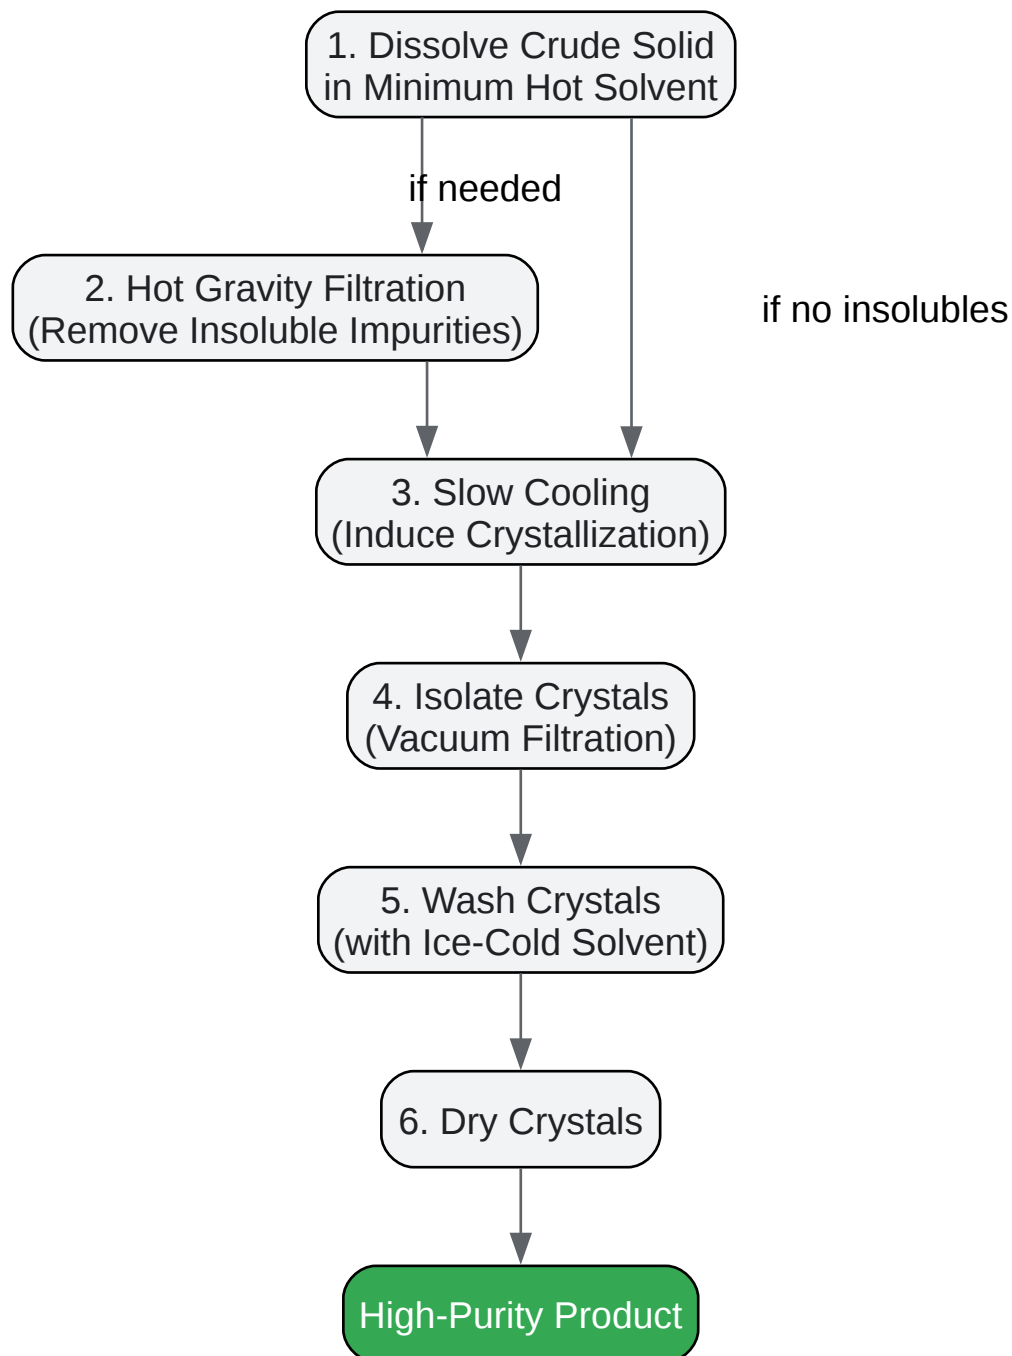 1. Dissolve Crude Solid
in Minimum Hot Solvent
if needed
2. Hot Gravity Filtration
(Remove Insoluble Impurities)
if no insolubles
3. Slow Cooling
(Induce Crystallization)
4. Isolate Crystals
(Vacuum Filtration)
5. Wash Crystals
(with Ice-Cold Solvent)
6. Dry Crystals
High-Purity Product